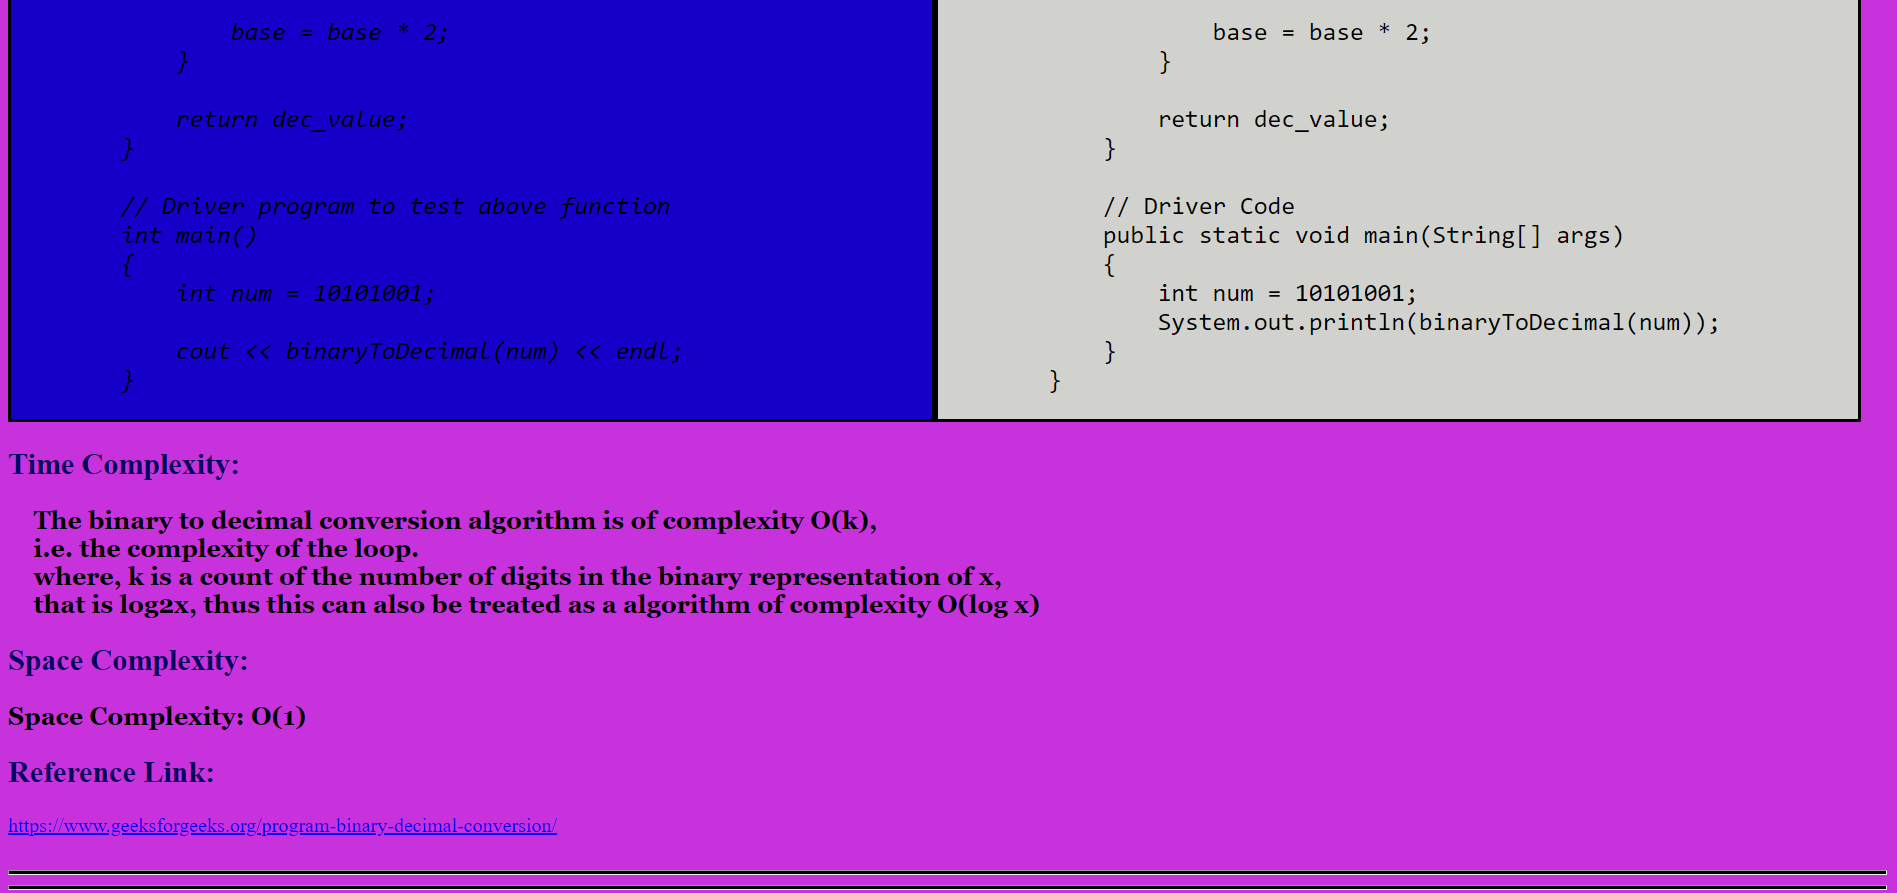 base = base * 2;
}
return dec_value;
}
// Driver program to test above function
int main()
{
int num = 10101001;
cout << binaryToDecimal(num) << endl;
}
base = base * 2;
}
return dec_value;
}
// Driver Code
public static void main(String[] args)
{
int num = 10101001;
System.out.println(binaryToDecimal(num));
}
}
Time Complexity:
The binary to decimal conversion algorithm is of complexity O(k),
i.e. the complexity of the loop.
where, k is a count of the number of digits in the binary representation of x,
that is log2x, thus this can also be treated as a algorithm of complexity O(log x)
Space Complexity:
Space Complexity: O(1)
Reference Link:
https://www.geeksforgeeks.org/program-binary-decimal-conversion/